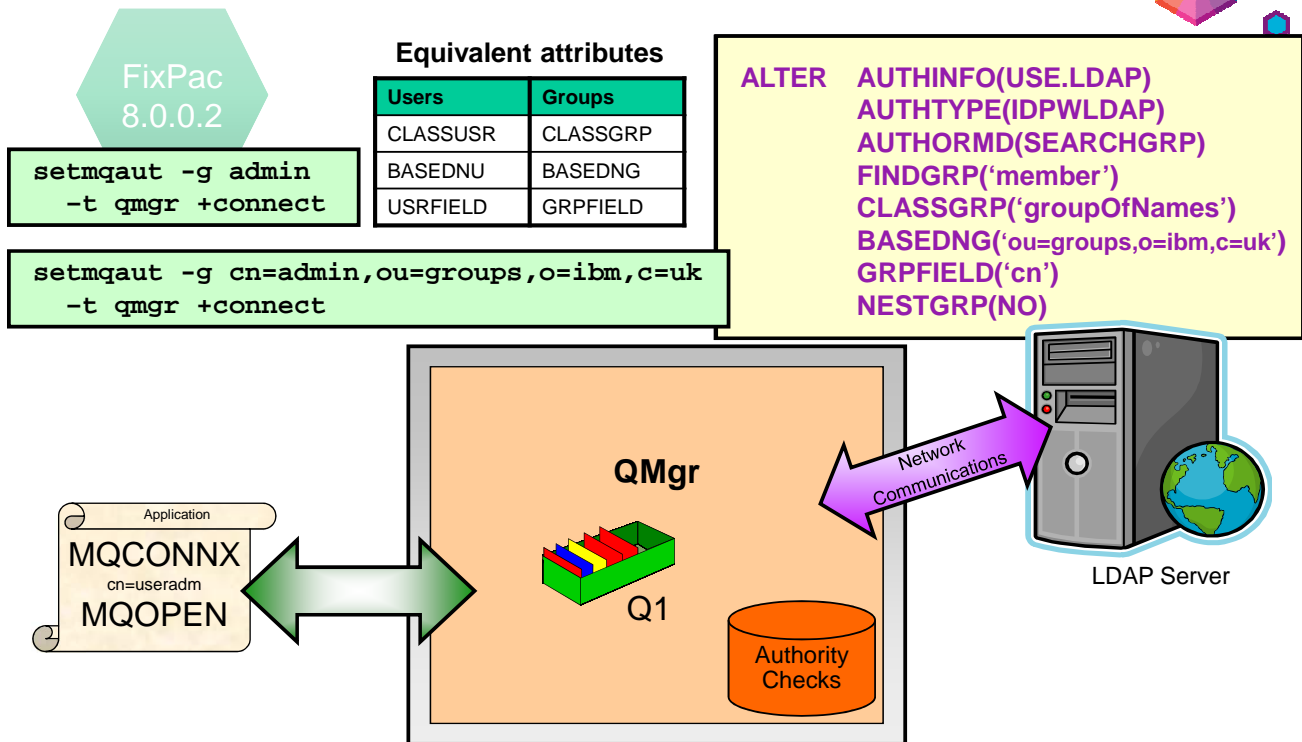 FixPac
8.0.0.2
setmqaut -g admin
–t qmgr +connect
Equivalent attributes
Users Groups
CLASSUSR CLASSGRP
BASEDNU BASEDNG
USRFIELD GRPFIELD
setmqaut -g cn=admin,ou=groups,o=ibm,c=uk
–t qmgr +connect
ALTER AUTHINFO(USE.LDAP)
AUTHTYPE(IDPWLDAP)
AUTHORMD(SEARCHGRP)
FINDGRP(‘member’)
CLASSGRP(‘groupOfNames’)
BASEDNG(‘ou=groups,o=ibm,c=uk’)
GRPFIELD(‘cn’)
NESTGRP(NO)
Application
MQCONNX
cn=useradm
MQOPEN
QMgr
Q1
Authority
Checks
Network
Communications
LDAP Server